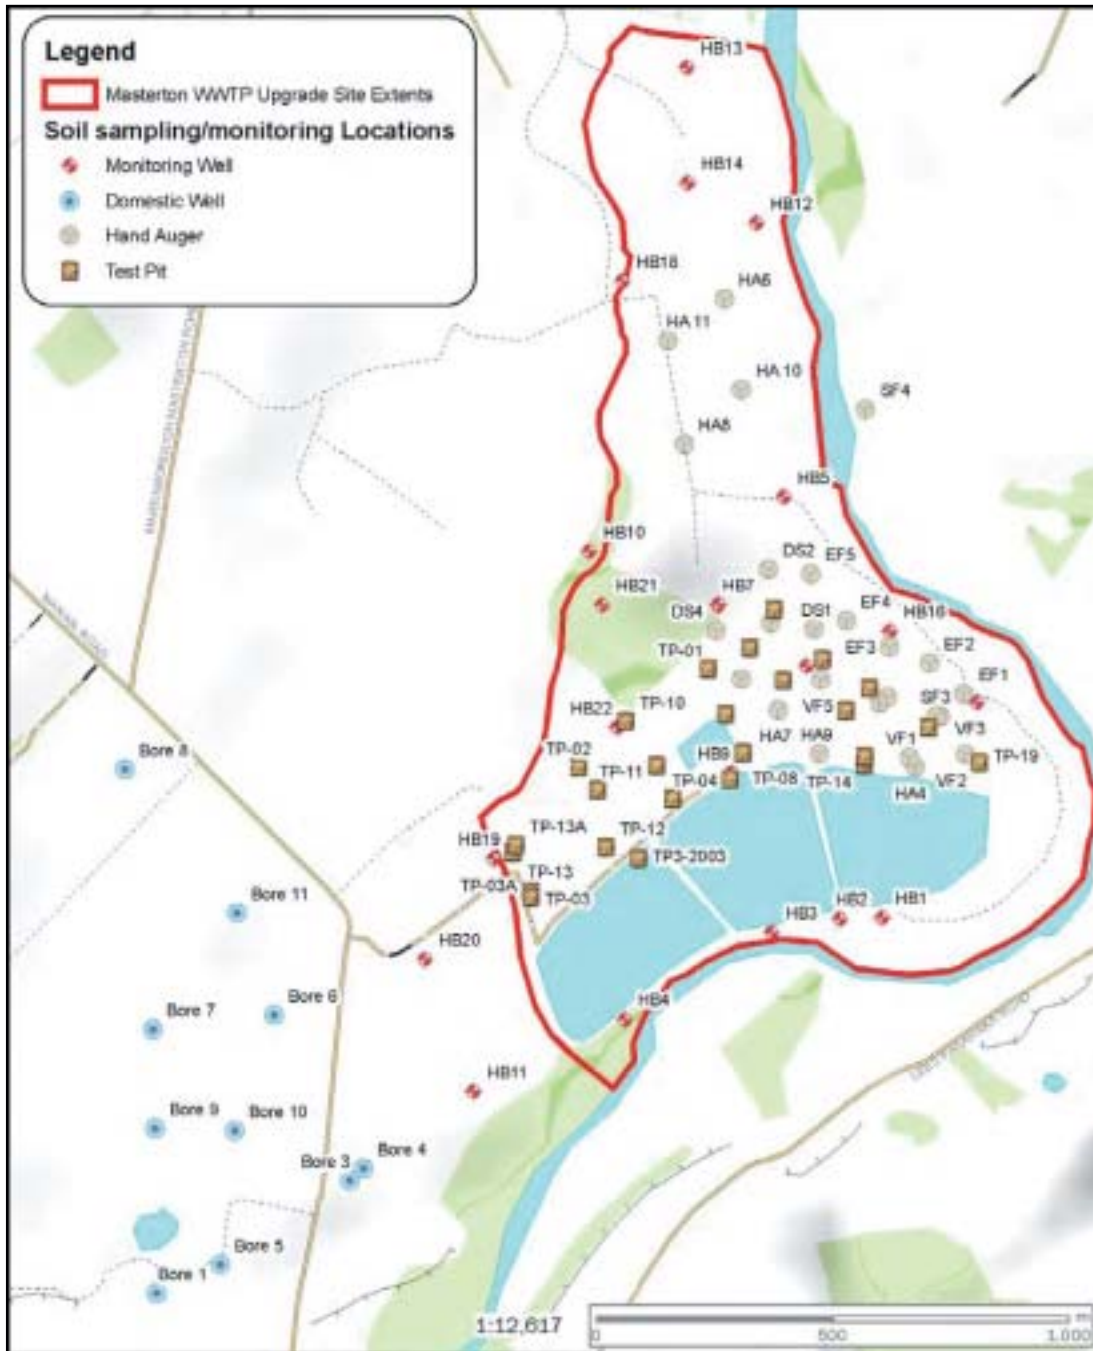 Legend
Masterton WWTP Upgrade Site Extents
Soil sampling/monitoring Locations
Monitoring Well
Domestic Well
Hand Auger
Test Pit
HB13
HB14
HB12
HB18
HA6
HA 11
HA 10
SF4
HA8
HB5
HB10
DS2
EF5
HB21
HB7
DS4
DS1
EF4
HB16
EF3
EF2
TP-01
EF1
SF3
HB22
TP-10
VF5
VF3
HA7
HA9
VF1
TP-02
TP-11
HB9
TP-04
TP-08
TP-14
HA4
VF2
TP-19
Bore 8
HB19
TP-13A
TP-12
TP3-2003
TP-13
TP-03A
TP-03
Bore 11
HB20
HB3
HB2
HB1
Bore 7
Bore 6
HB4
HB11
Bore 9
Bore 10
Bore 3
Bore 4
Bore 5
Bore 1
1:12,617
0
500
1,000
m